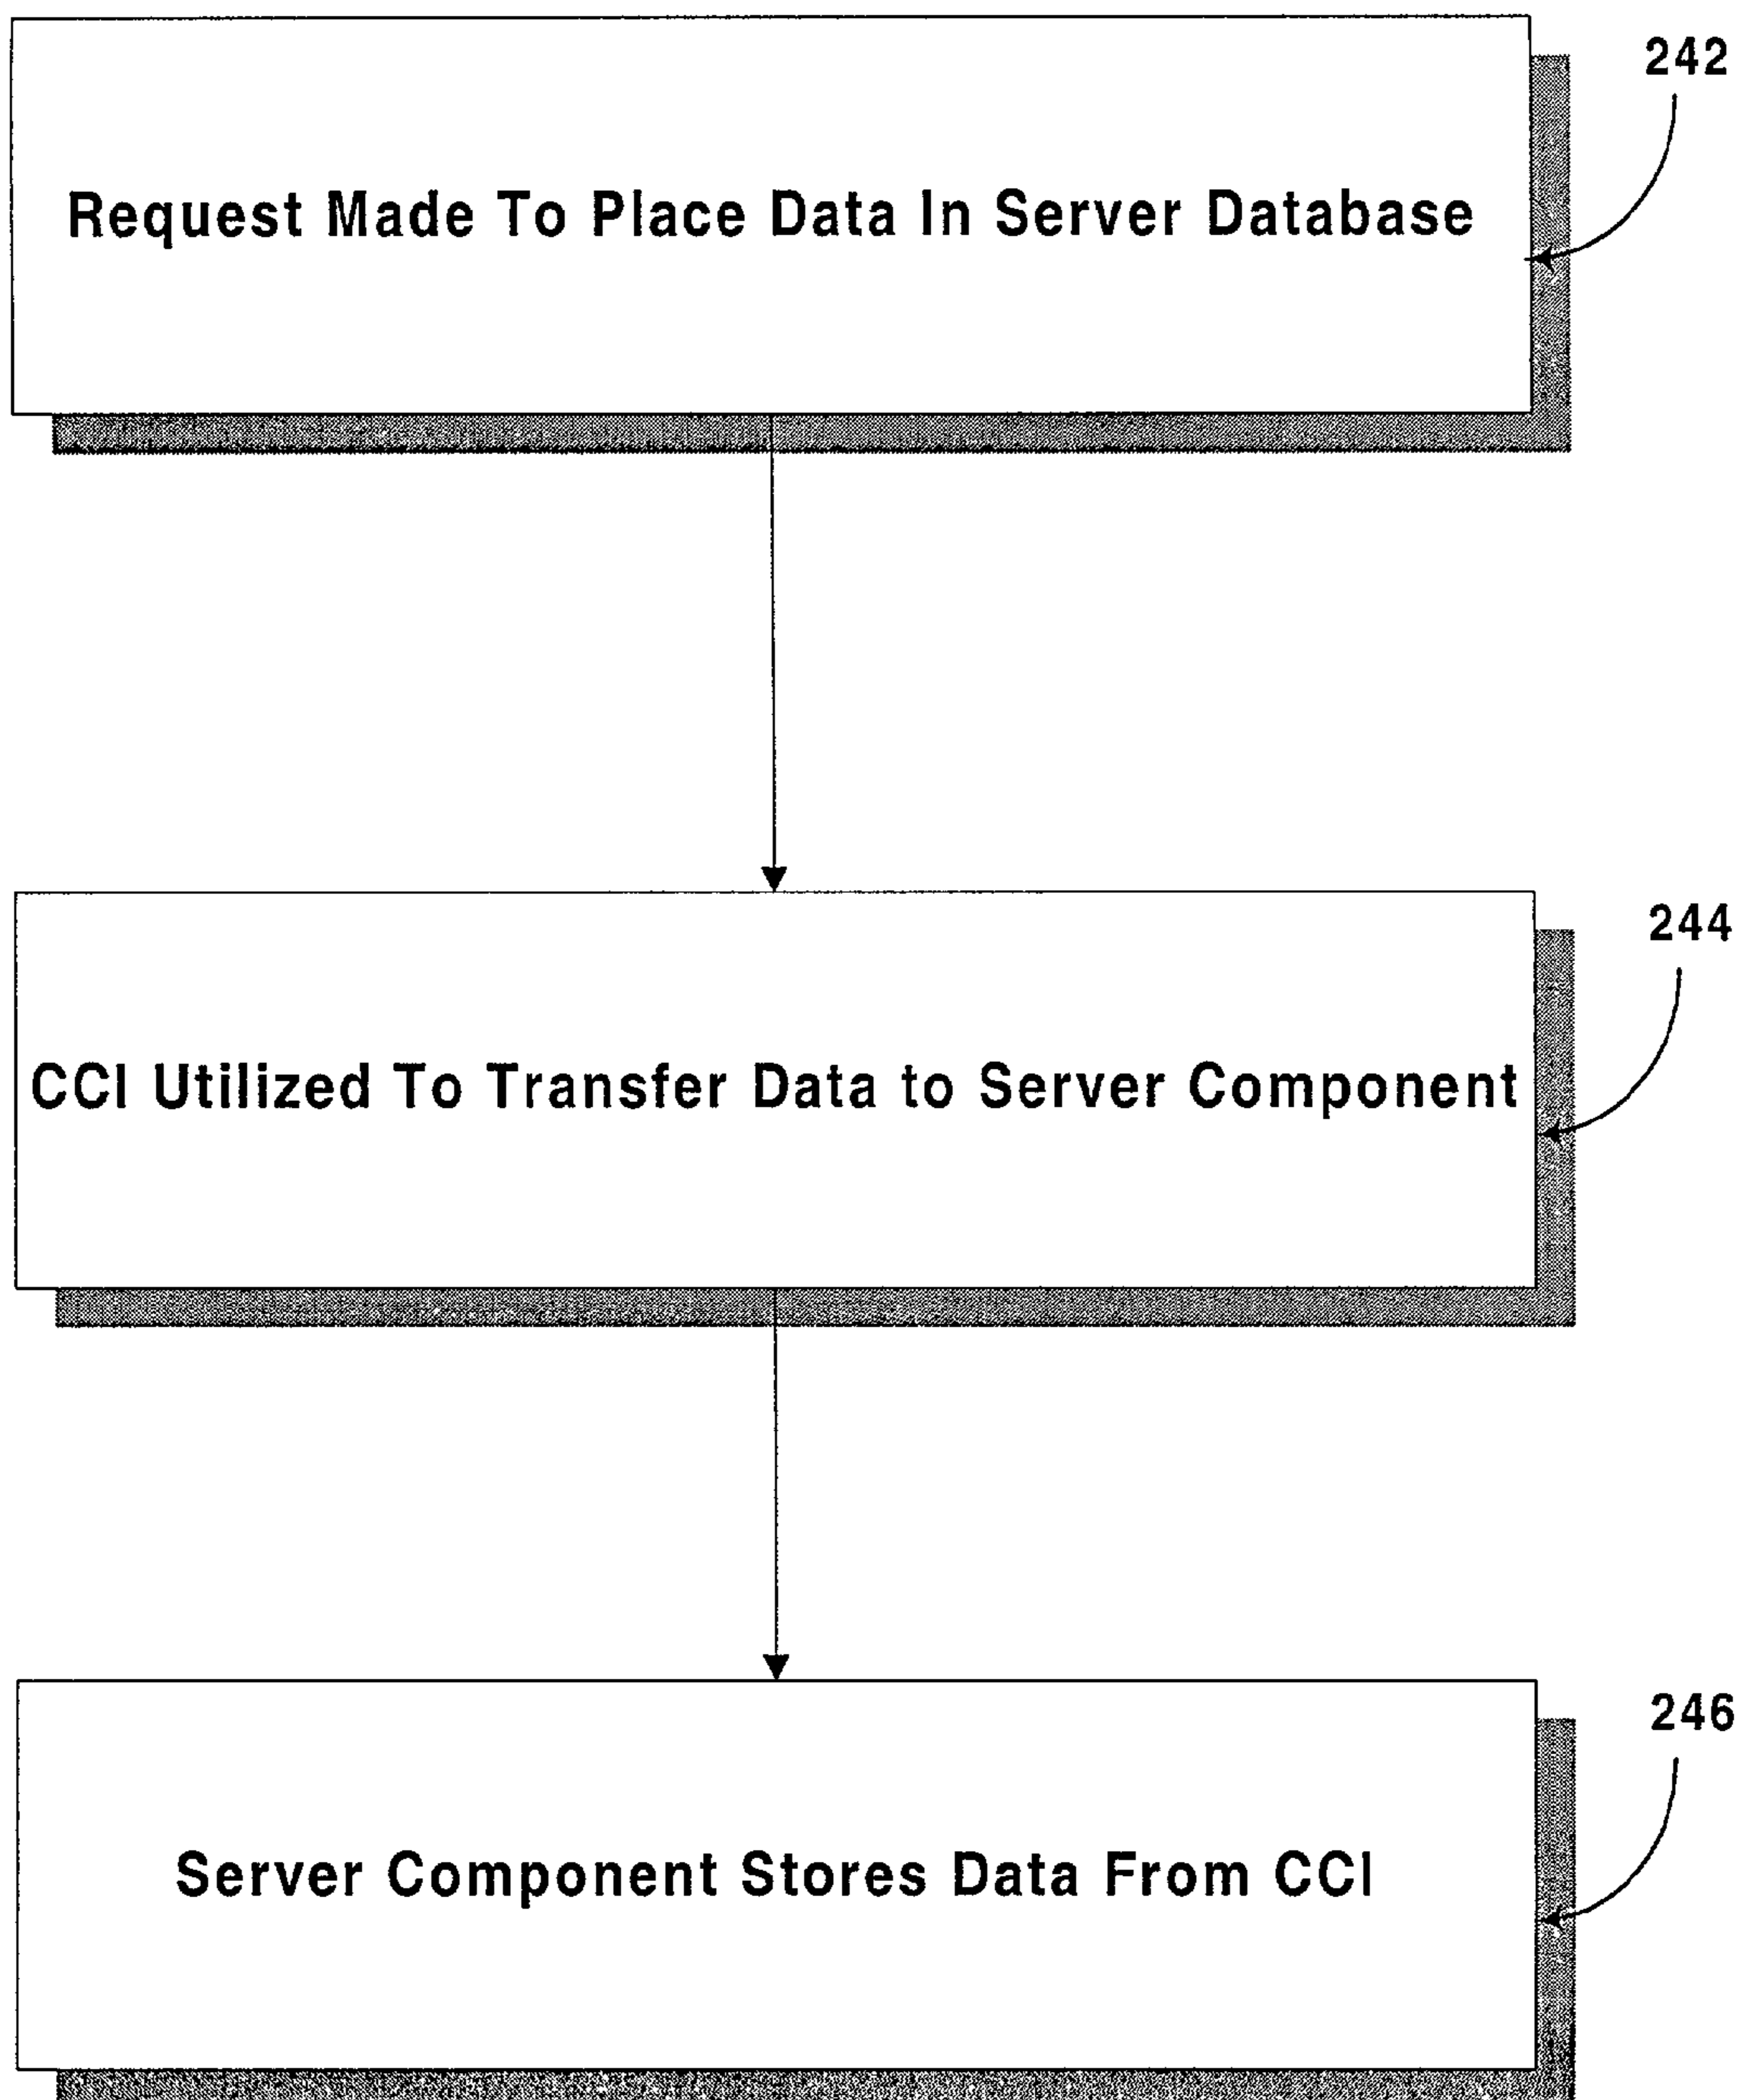 242
Request Made To Place Data In Server Database
244
CCI Utilized To Transfer Data to Server Component
246
Server Component Stores Data From CCI